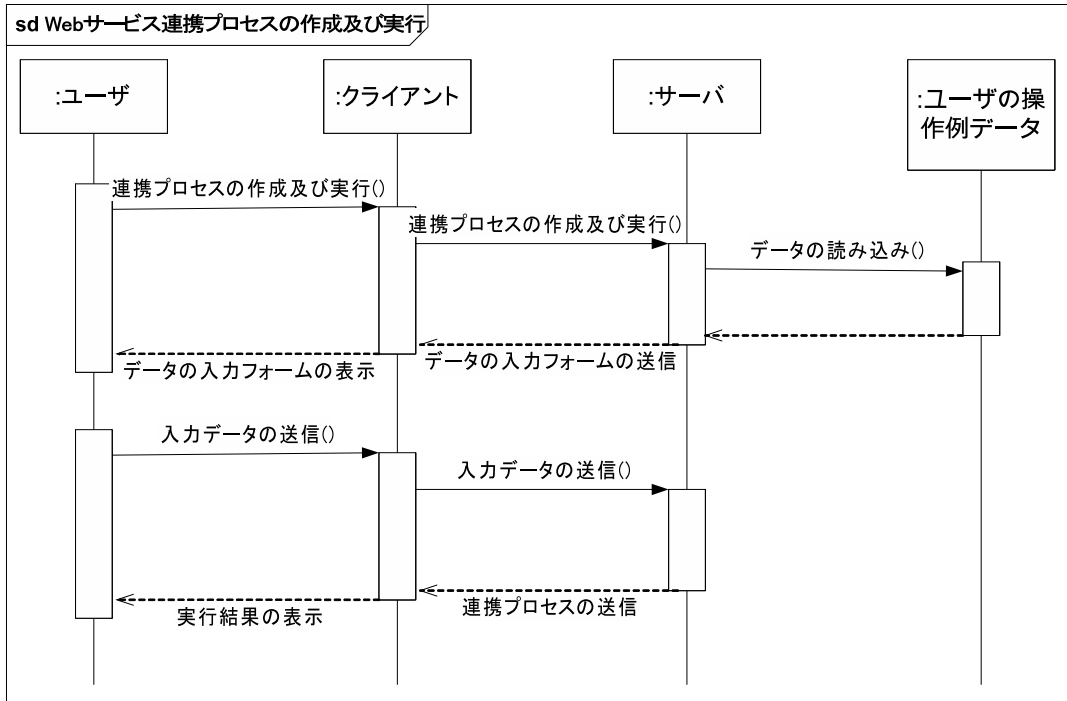 sd Webサービス連携プロセスの作成及び実行
:ユーザ
:クライアント
:サーバ
:ユーザの操
作例データ
連携プロセスの作成及び実行()
連携プロセスの作成及び実行()
データの読み込み()
データの入力フォームの表示
データの入力フォームの送信
入力データの送信()
入力データの送信()
実行結果の表示
連携プロセスの送信